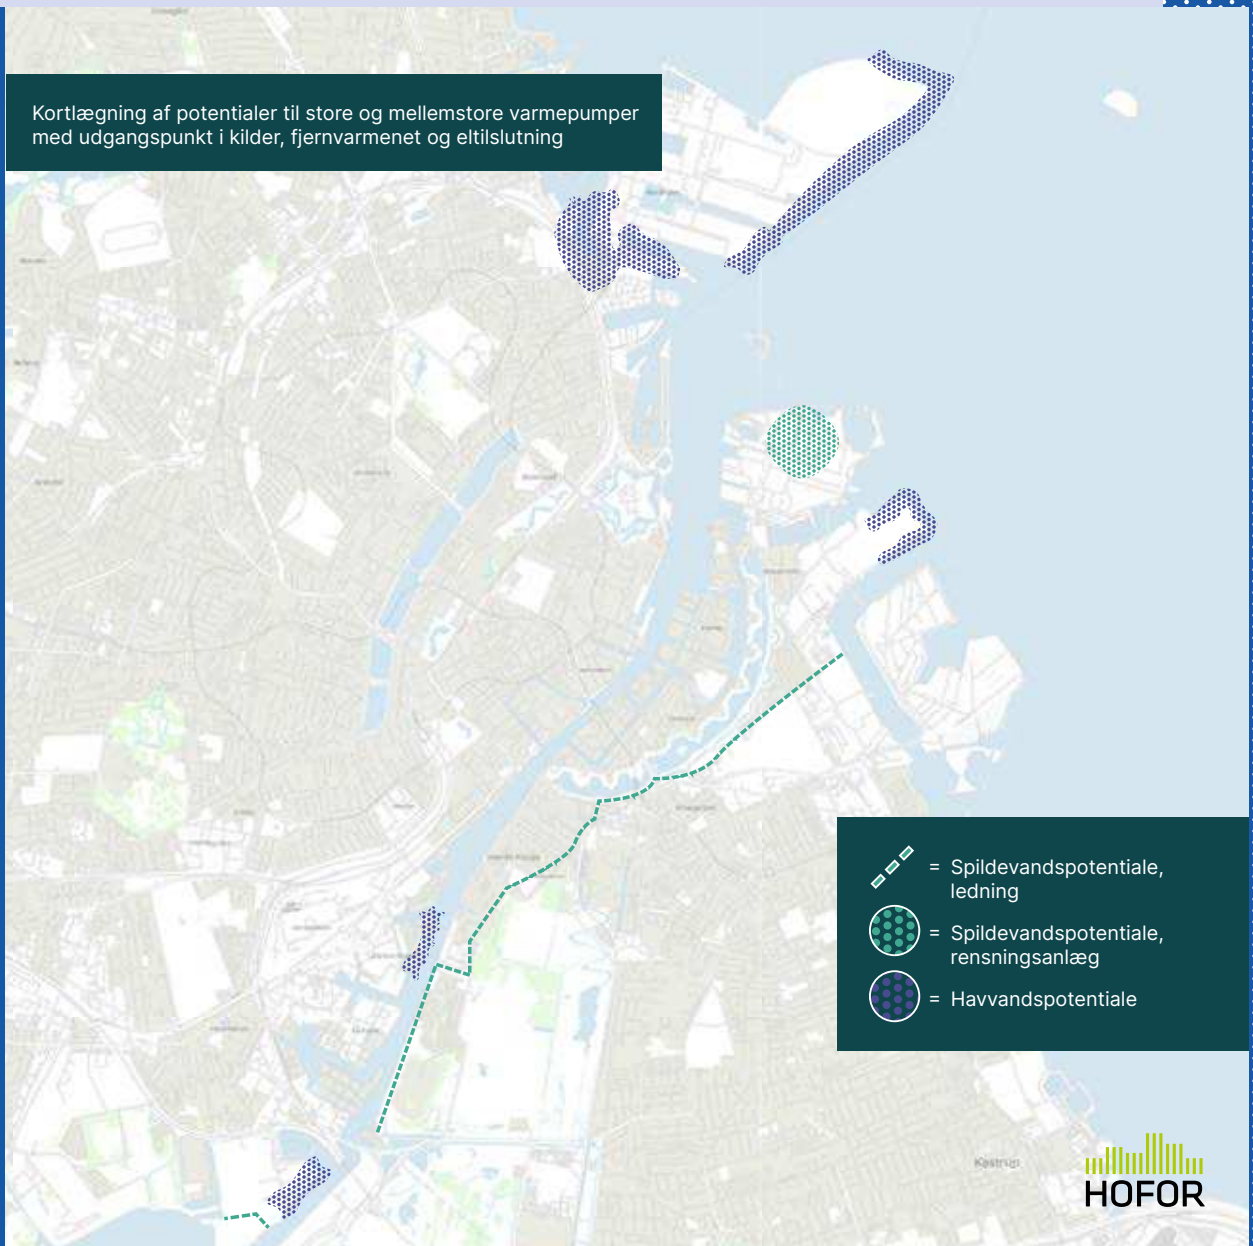 Kortlægning af potentialer til store og mellemstore varmepumper
med udgangspunkt i kilder, fjernvarmenet og eltilslutning
= Spildevandspotentiale,
ledning
= Spildevandspotentiale,
rensningsanlæg
= Havvandspotentiale
Kastrup
HOFOR